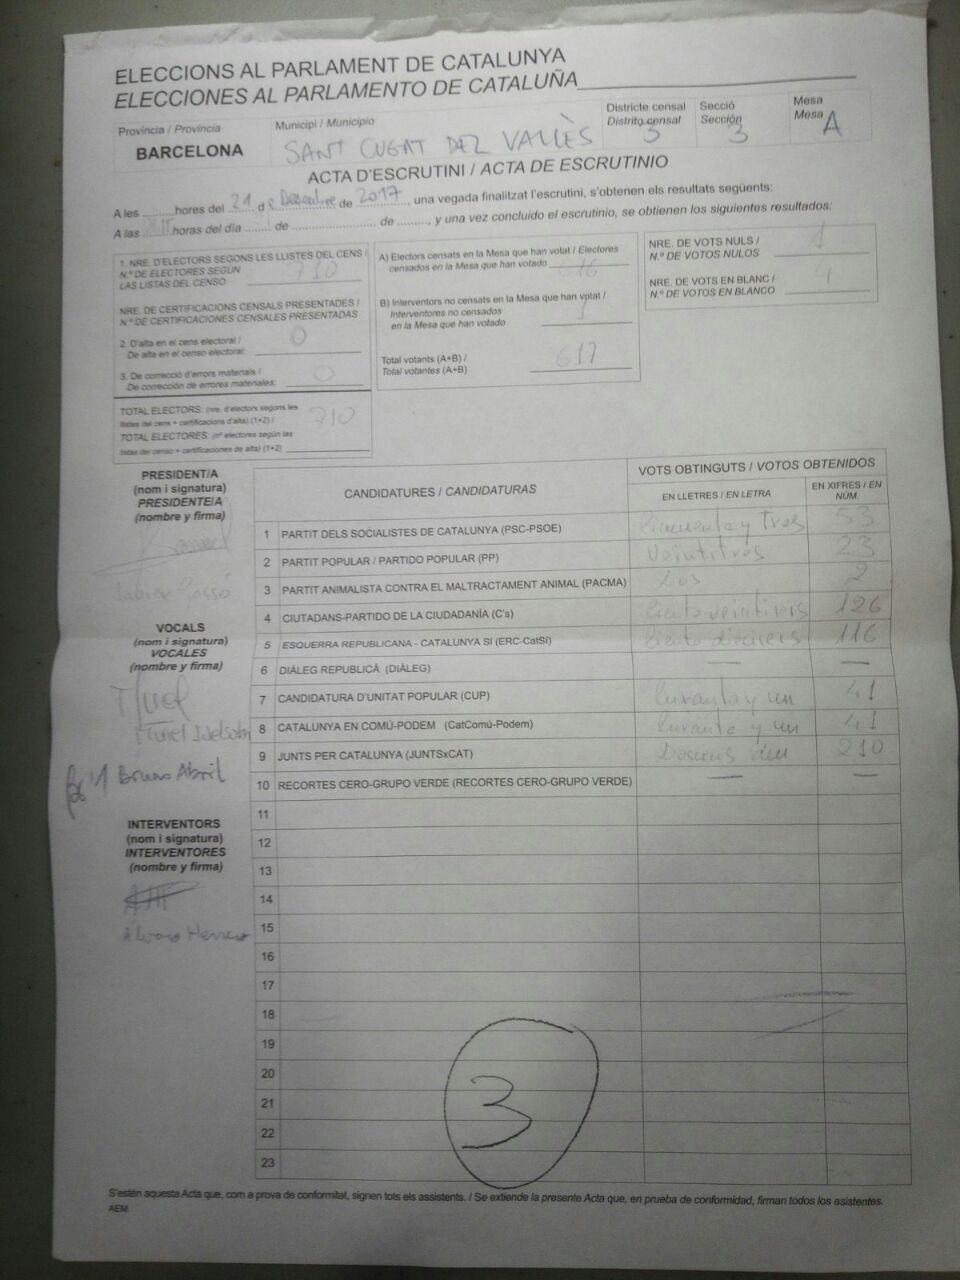 ELECCIONS AL PARLAMENT DE CATALUNYA
ELECCIONES AL PARLAMENTO DE CATALUÑA
Província / Provincia
BARCELONA
Municipi / Municipio
SANT CUGAT DEL VALLÈS
Districte censal
Distrito censal
3
Secció
Sección
3
Mesa
Mesa
A
ACTA D'ESCRUTINI / ACTA DE ESCRUTINIO
A les ........ hores del 21 d e Desembre de 2017, una vegada finalitzat l'escrutini, s'obtenen els resultats següents:
A las ........ horas del día ........ de ........................ de ........, y una vez concluido el escrutinio, se obtienen los siguientes resultados:
1. NRE. D'ELECTORS SEGONS LES LLISTES DEL CENS /
N.º DE ELECTORES SEGÚN
LAS LISTAS DEL CENSO 710
NRE. DE CERTIFICACIONS CENSALS PRESENTADES /
N.º DE CERTIFICACIONES CENSALES PRESENTADAS
2. D'alta en el cens electoral /
De alta en el censo electoral: 0
3. De correcció d'errors materials /
De corrección de errores materiales: 0
TOTAL ELECTORS: (nre. d'electors segons les
llistes del cens + certificacions d'alta) (1+2) /
TOTAL ELECTORES: (nº electores según las
listas del censo + certificaciones de alta) (1+2)
710
A) Electors censats en la Mesa que han votat / Electores
censados en la Mesa que han votado 616
B) Interventors no censats en la Mesa que han votat /
Interventores no censados
en la Mesa que han votado 1
Total votants (A+B) /
Total votantes (A+B) 617
NRE. DE VOTS NULS /
N.º DE VOTOS NULOS 1
NRE. DE VOTS EN BLANC /
N.º DE VOTOS EN BLANCO 4
PRESIDENT/A
(nom i signatura)
PRESIDENTE/A
(nombre y firma)
Javier Gassó
VOCALS
(nom i signatura)
VOCALES
(nombre y firma)
Bruno Abril
INTERVENTORS
(nom i signatura)
INTERVENTORES
(nombre y firma)
Álvaro Herrero
CANDIDATURES / CANDIDATURAS
VOTS OBTINGUTS / VOTOS OBTENIDOS
EN LLETRES / EN LETRA
EN XIFRES / EN NÚM.
1 PARTIT DELS SOCIALISTES DE CATALUNYA (PSC-PSOE) Cincuenta y Tres 53
2 PARTIT POPULAR / PARTIDO POPULAR (PP) Veintitres 23
3 PARTIT ANIMALISTA CONTRA EL MALTRACTAMENT ANIMAL (PACMA) Dos 2
4 CIUTADANS-PARTIDO DE LA CIUDADANÍA (C's) Ciento veintiseis 126
5 ESQUERRA REPUBLICANA - CATALUNYA SI (ERC-CatSI) Ciento dieciseis 116
6 DIÀLEG REPUBLICÀ (DIÀLEG) — —
7 CANDIDATURA D'UNITAT POPULAR (CUP) Curanta y un 41
8 CATALUNYA EN COMÚ-PODEM (CatComú-Podem) Curanta y un 41
9 JUNTS PER CATALUNYA (JUNTSxCAT) 210
10 RECORTES CERO-GRUPO VERDE (RECORTES CERO-GRUPO VERDE) — —
11
12
13
14
15
16
17
18
19
20
21
22
23
3
S'estén aquesta Acta que, com a prova de conformitat, signen tots els assistents. / Se extiende la presente Acta que, en prueba de conformidad, firman todos los asistentes.
AEM